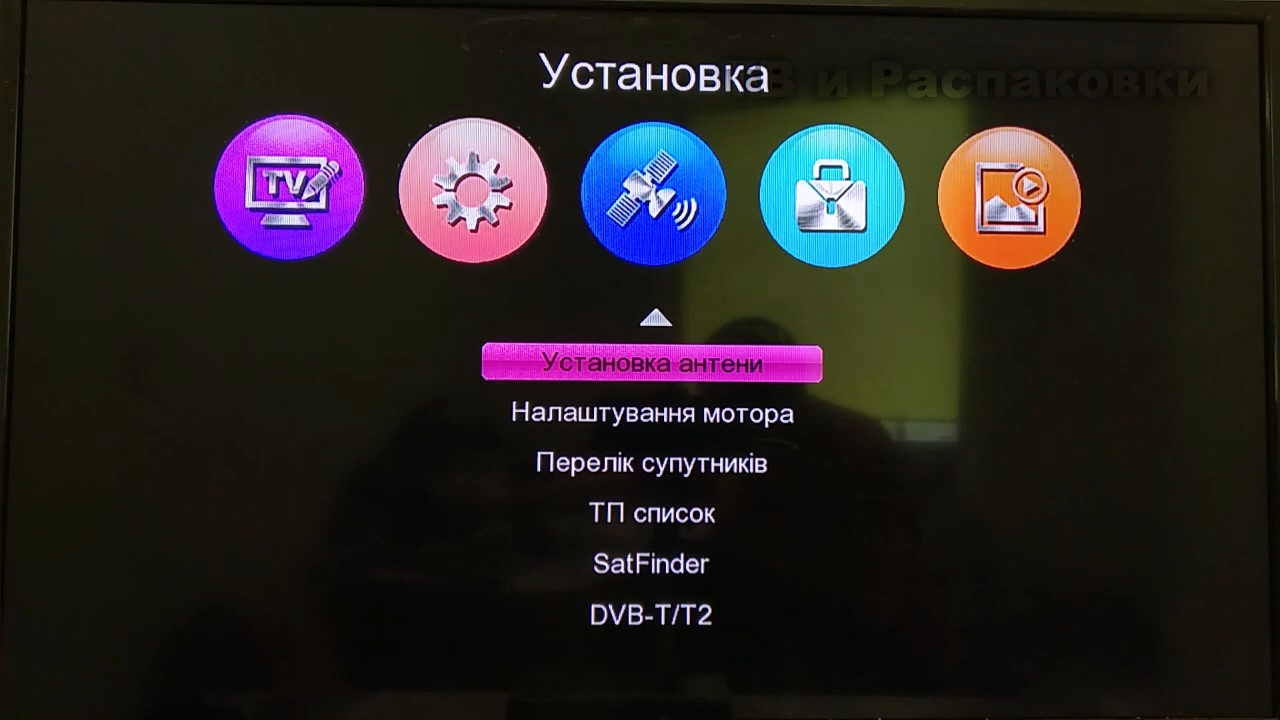 Установка
В и Распаковки
TV
Установка антени
Налаштування мотора
Перелік супутників
ТП список
SatFinder
DVB-T/T2